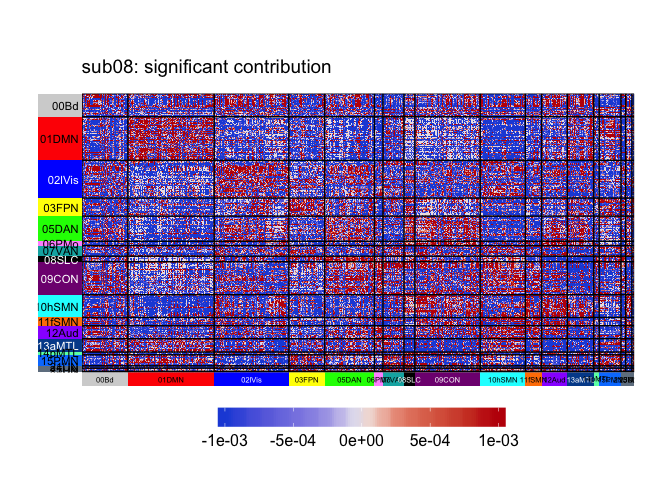 sub08: significant contribution
00Bd
01DMN
02lVis
03FPN
05DAN
06PMo
07VAN
08SLC
09CON
10hSMN
11fSMN
12Aud
13aMTL
00Bd 01DMN 02lVis 03FPN 05DAN 08SLC 09CON 10hSMN 12Aud 13aMTL
-1e-03 -5e-04 0e+00 5e-04 1e-03